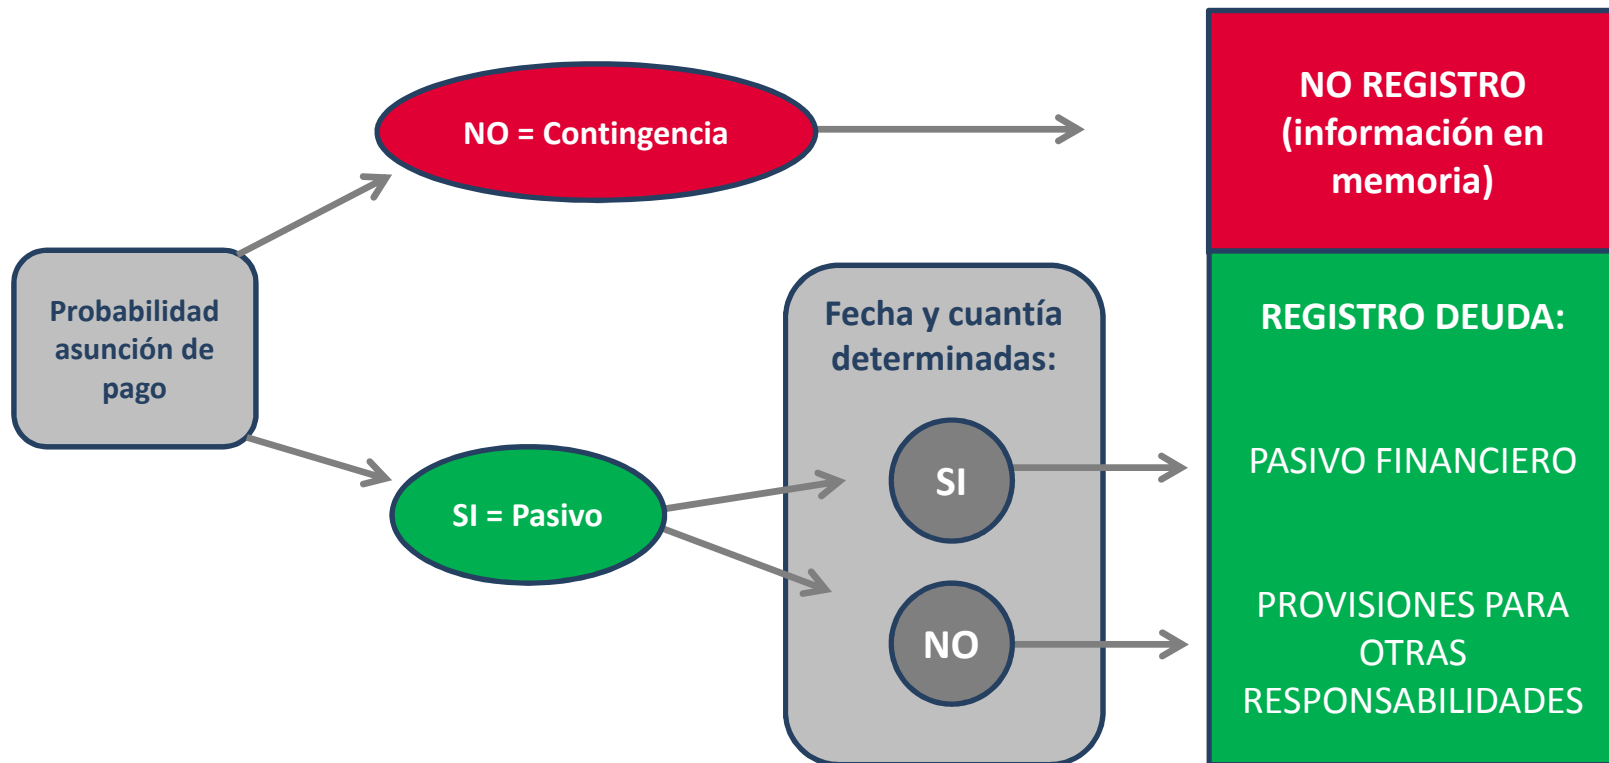 NO REGISTRO
(información en
memoria)
NO = Contingencia
Probabilidad
asunción de
pago
SI = Pasivo
Fecha y cuantía
determinadas:
SI
NO
REGISTRO DEUDA:
PASIVO FINANCIERO
PROVISIONES PARA
OTRAS
RESPONSABILIDADES